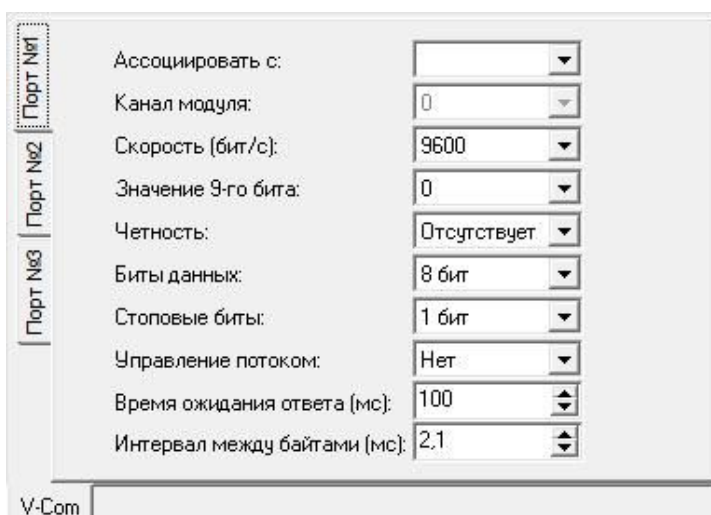 Порт №1
Порт №2
Порт №3
Ассоциировать с:
Канал модуля: 0
Скорость (бит/с): 9600
Значение 9-го бита: 0
Четность: Отсутствует
Биты данных: 8 бит
Стоповые биты: 1 бит
Управление потоком: Нет
Время ожидания ответа (мс): 100
Интервал между байтами (мс): 2,1
V-Com